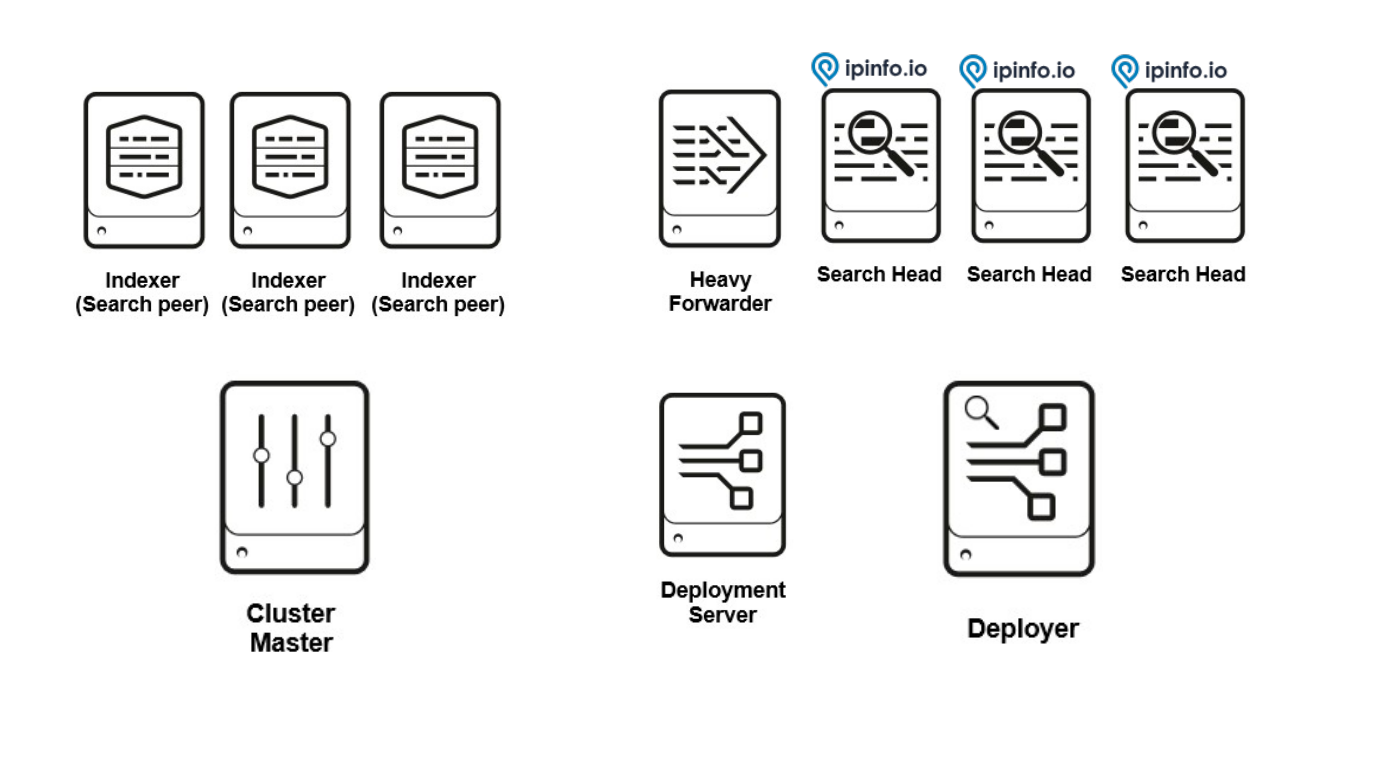 ipinfo.io
ipinfo.io
ipinfo.io
Indexer
(Search peer)
Indexer
(Search peer)
Indexer
(Search peer)
Heavy
Forwarder
Search Head
Search Head
Search Head
Cluster
Master
Deployment
Server
Deployer